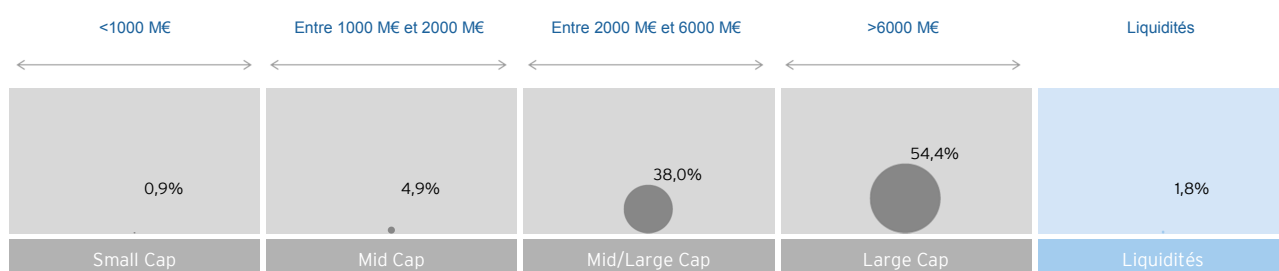 <1000 M€
Entre 1000 M€ et 2000 M€
Entre 2000 M€ et 6000 M€
>6000 M€
Liquidités
0,9%
4,9%
38,0%
54,4%
1,8%
Small Cap
Mid Cap
Mid/Large Cap
Large Cap
Liquidités